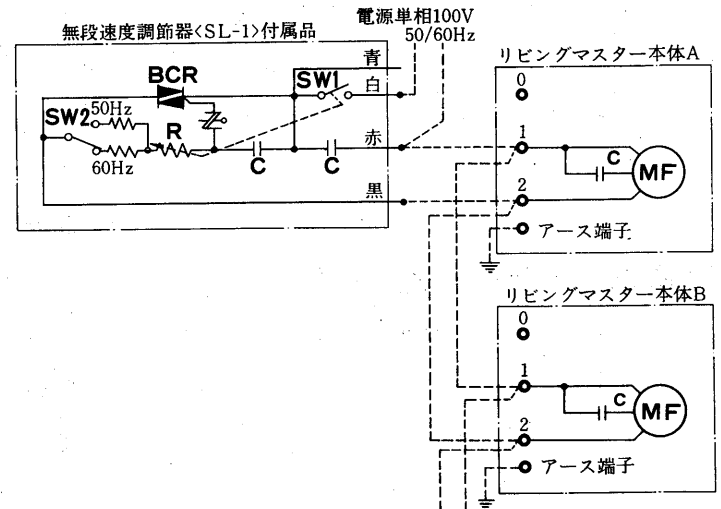 電源単相100V
50/60Hz
無段速度調節器<SL-1>付属品
青
BCR
SW1
白
SW2
50Hz
R
60Hz
C
C
赤
黒
リビングマスター本体A
0
1
C
MF
2
アース端子
リビングマスター本体B
0
1
C
MF
2
アース端子